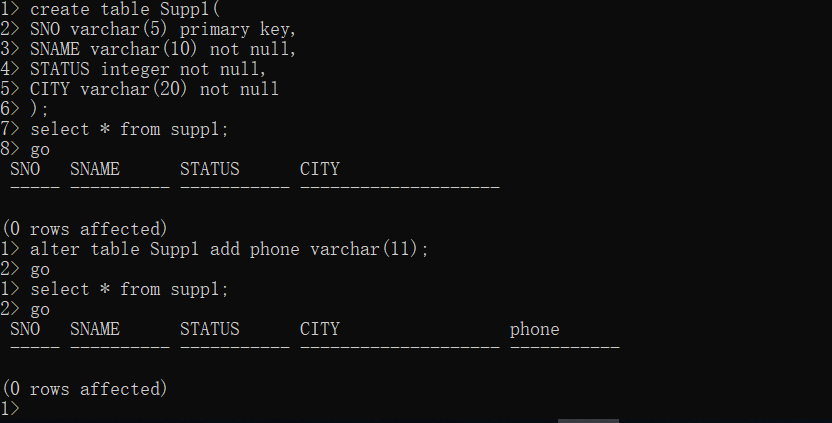 1> create table Suppl(
2> SNO varchar(5) primary key,
3> SNAME varchar(10) not null,
4> STATUS integer not null,
5> CITY varchar(20) not null
6> );
7> select * from suppl;
8> go
SNO   SNAME      STATUS      CITY
----- ---------- ----------- --------------------
(0 rows affected)
1> alter table Suppl add phone varchar(11);
2> go
1> select * from suppl;
2> go
SNO   SNAME      STATUS      CITY                 phone
----- ---------- ----------- -------------------- -----------
(0 rows affected)
1>